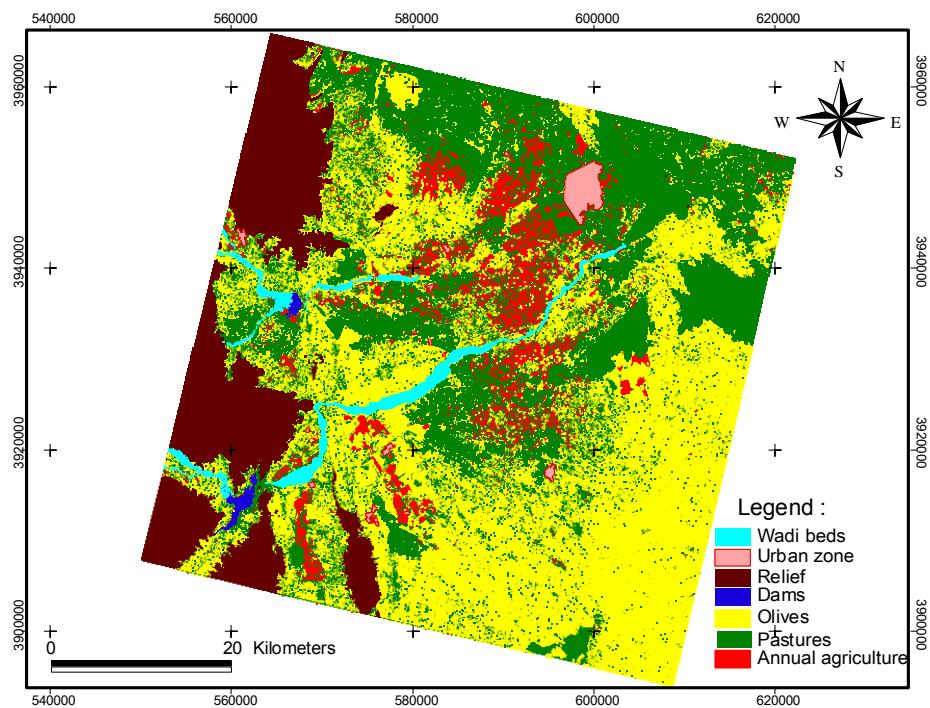 540000 560000 580000 600000 620000
3960000 3960000
N
W E
S
3940000 3940000
3920000 3920000
Legend :
Wadi beds
Urban zone
Relief
Dams
Olives
Pastures
Annual agriculture
3900000 3900000
0 20 Kilometers
540000 560000 580000 600000 620000